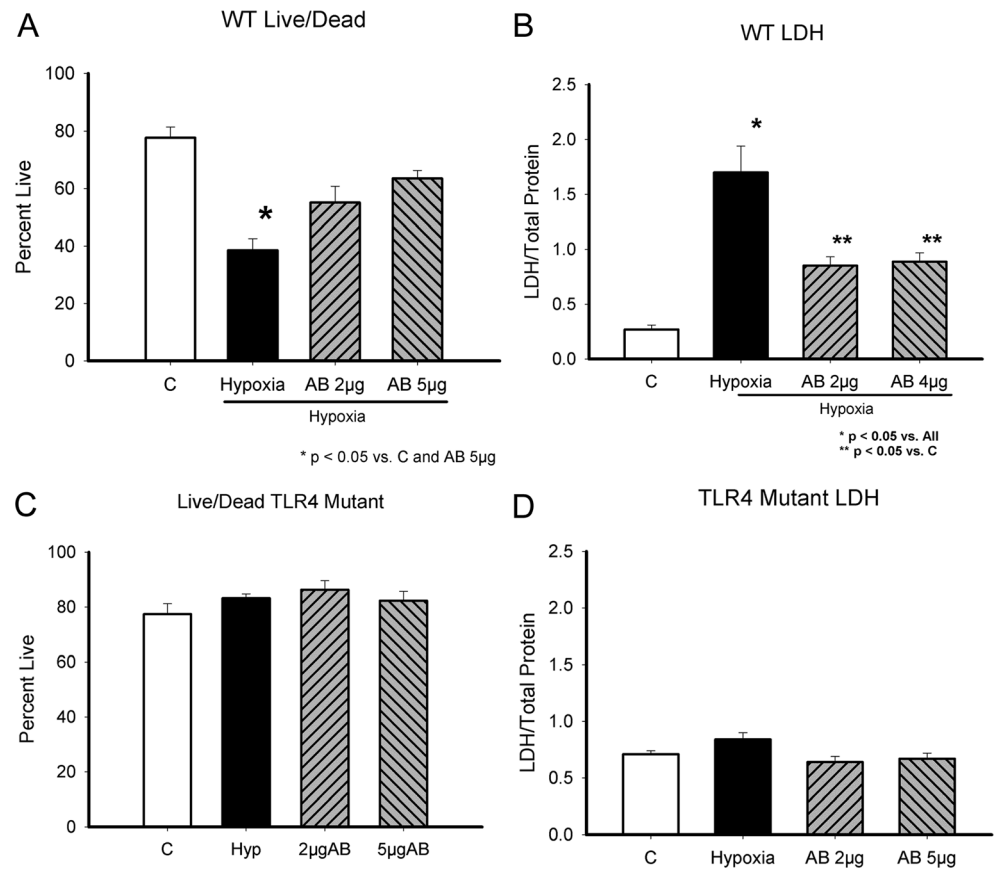 A
WT Live/Dead
100
80
60
40
20
0
Percent Live
C
Hypoxia
AB 2µg
AB 5µg
*
Hypoxia
* p < 0.05 vs. C and AB 5µg
B
WT LDH
2.5
2.0
1.5
1.0
0.5
0.0
LDH/Total Protein
*
**
**
C
Hypoxia
AB 2µg
AB 4µg
Hypoxia
* p < 0.05 vs. All
** p < 0.05 vs. C
C
Live/Dead TLR4 Mutant
100
80
60
40
20
0
Percent Live
C
Hyp
2µgAB
5µgAB
D
TLR4 Mutant LDH
2.5
2.0
1.5
1.0
0.5
0.0
LDH/Total Protein
C
Hypoxia
AB 2µg
AB 5µg